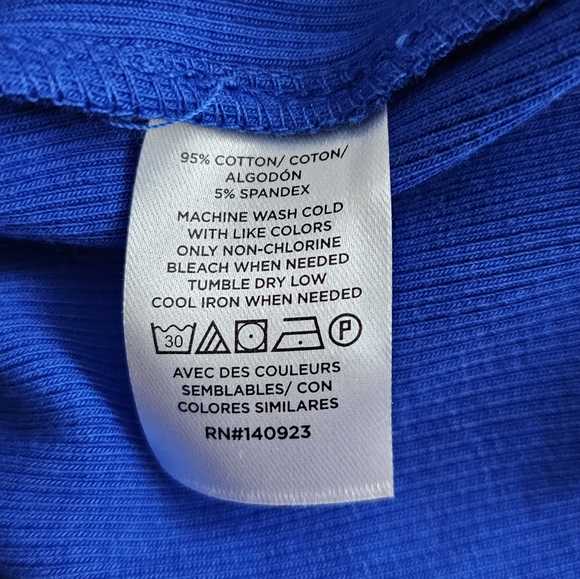 95% COTTON/ COTON/
ALGODÓN
5% SPANDEX
MACHINE WASH COLD
WITH LIKE COLORS
ONLY NON-CHLORINE
BLEACH WHEN NEEDED
TUMBLE DRY LOW
COOL IRON WHEN NEEDED
30 P
AVEC DES COULEURS
SEMBLABLES/ CON
COLORES SIMILARES
RN#140923